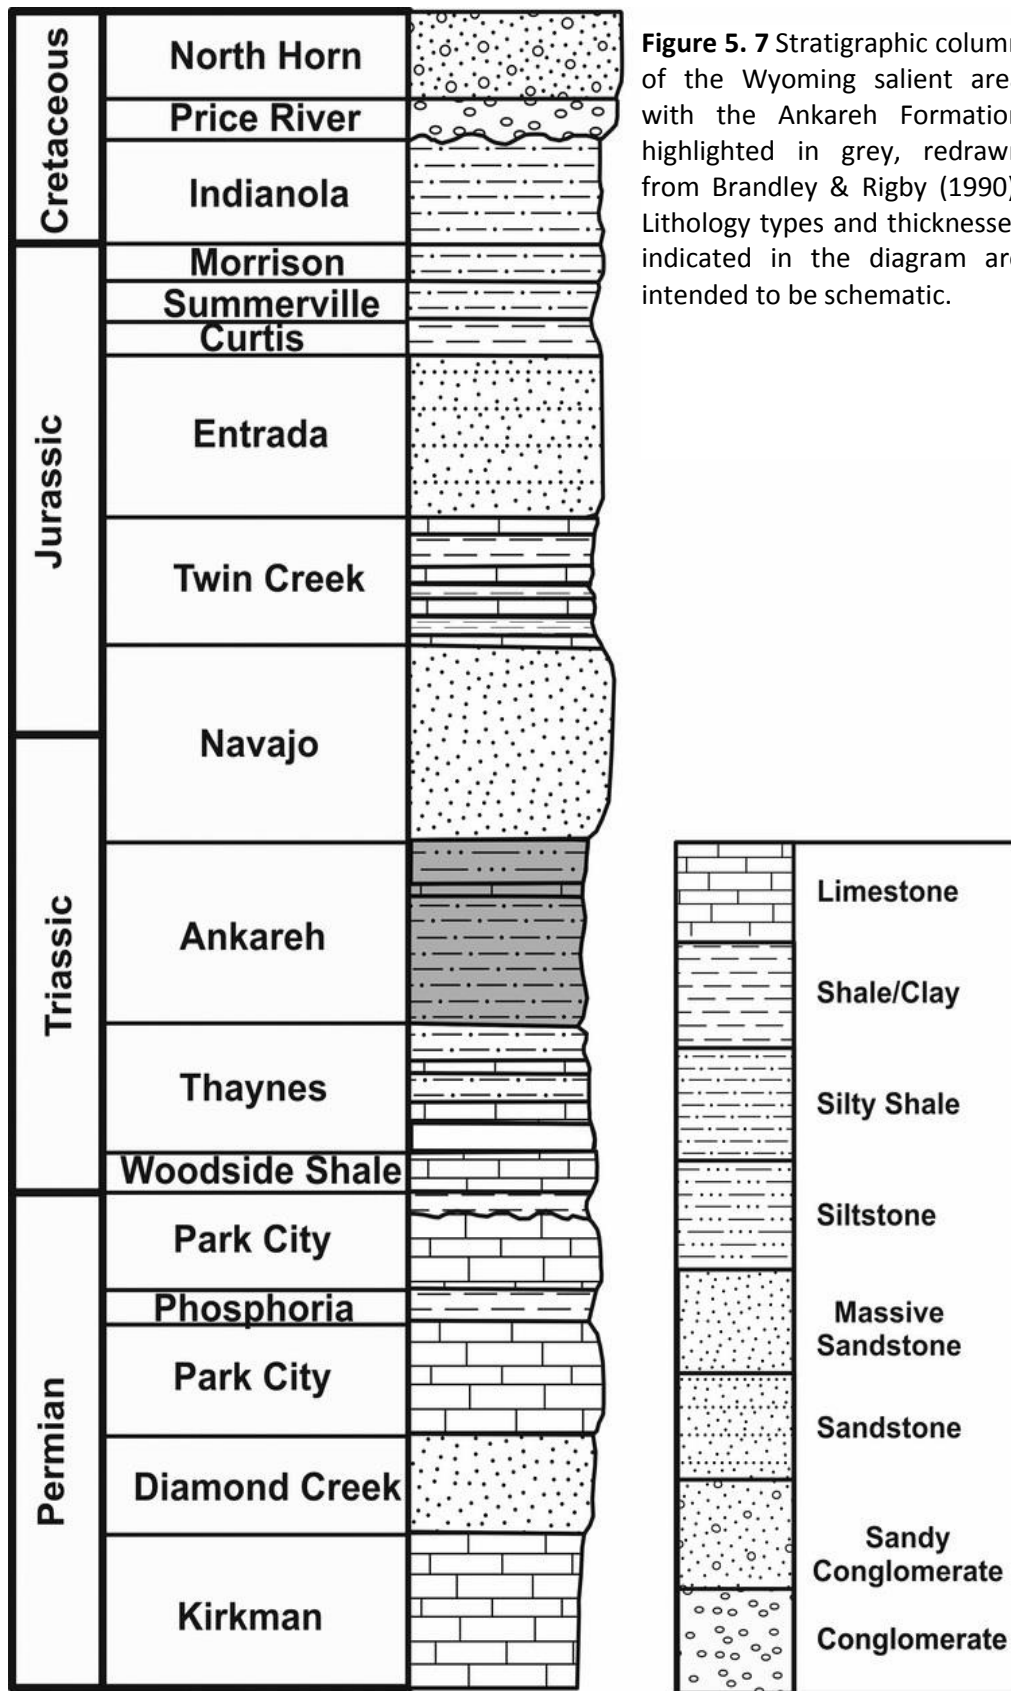 Figure 5. 7 Stratigraphic column
of the Wyoming salient area
with the Ankareh Formation
highlighted in grey, redrawn
from Brandley & Rigby (1990)
Lithology types and thicknesse
indicated in the diagram are
intended to be schematic.
Cretaceous
North Horn
Price River
Indianola
Jurassic
Morrison
Summerville
Curtis
Entrada
Twin Creek
Navajo
Triassic
Ankareh
Thaynes
Woodside Shale
Permian
Park City
Phosphoria
Park City
Diamond Creek
Kirkman
Limestone
Shale/Clay
Silty Shale
Siltstone
Massive
Sandstone
Sandstone
Sandy
Conglomerate
Conglomerate